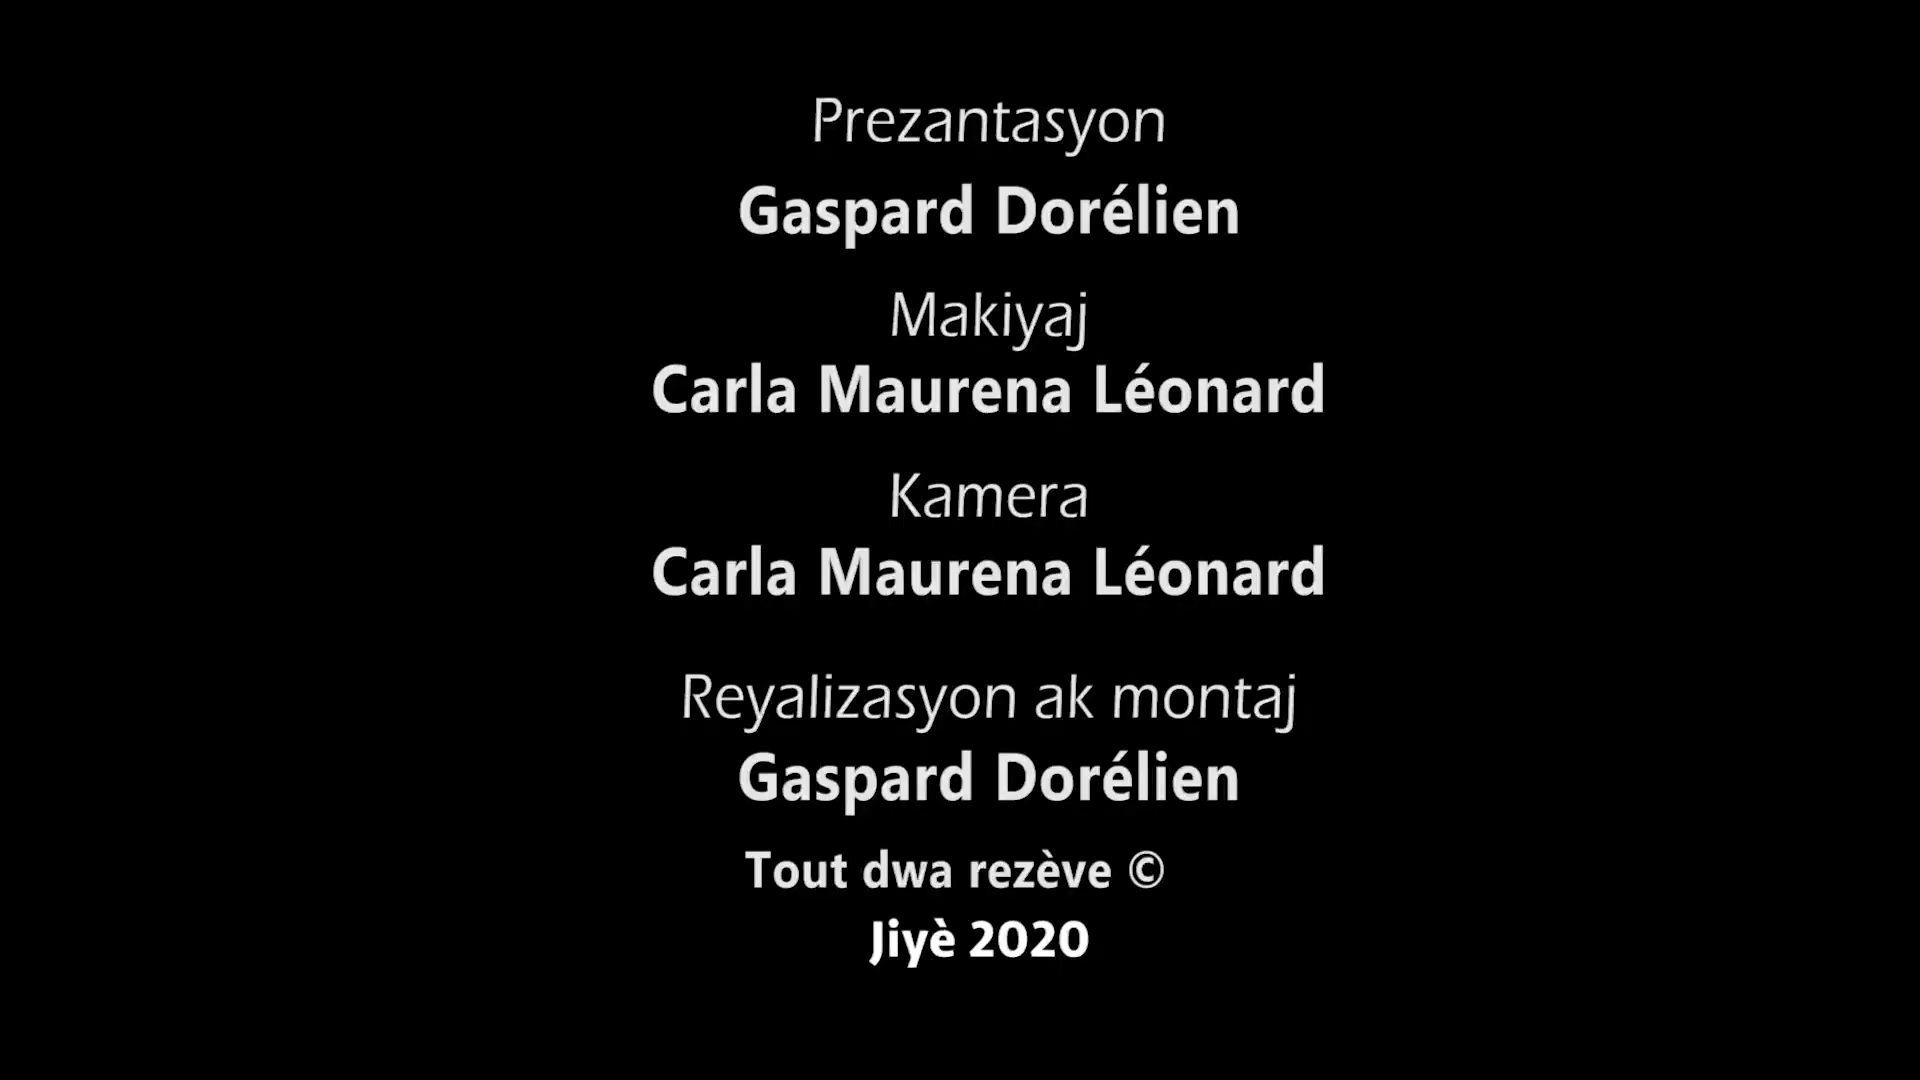 Prezantasyon
Gaspard Dorélien
Makiyaj
Carla Maurena Léonard
Kamera
Carla Maurena Léonard
Reyalizasyon ak montaj
Gaspard Dorélien
Tout dwa rezève ©
Jiyè 2020